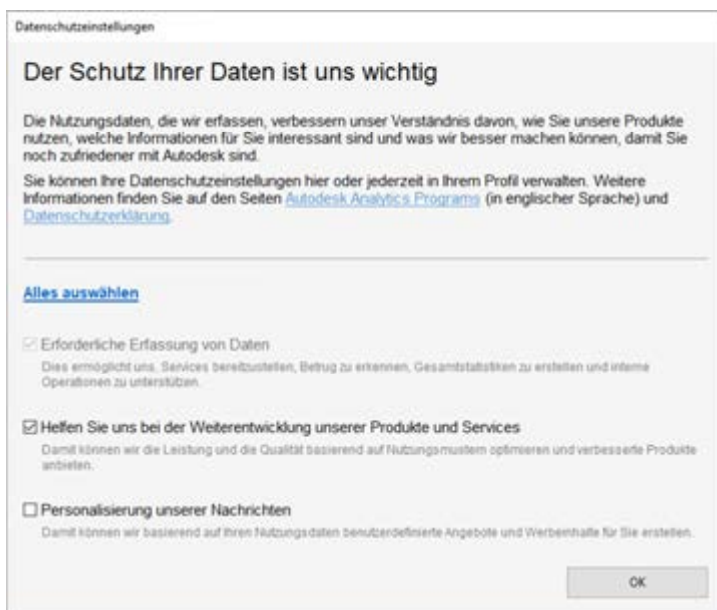 Datenschutzeinstellungen
Der Schutz Ihrer Daten ist uns wichtig
Die Nutzungsdaten, die wir erfassen, verbessern unser Verständnis davon, wie Sie unsere Produkte
nutzen, welche Informationen für Sie interessant sind und was wir besser machen können, damit Sie
noch zufriedener mit Autodesk sind.
Sie können Ihre Datenschutzeinstellungen hier oder jederzeit in Ihrem Profil verwalten. Weitere
Informationen finden Sie auf den Seiten Autodesk Analytics Programs (in englischer Sprache) und
Datenschutzerklärung.
Alles auswählen
Erforderliche Erfassung von Daten
Dies ermöglicht uns, Services bereitzustellen, Betrug zu erkennen, Gesamtstatistiken zu erstellen und interne
Operationen zu unterstützen.
Helfen Sie uns bei der Weiterentwicklung unserer Produkte und Services
Damit können wir die Leistung und die Qualität basierend auf Nutzungsmustern optimieren und verbesserte Produkte
anbieten.
Personalisierung unserer Nachrichten
Damit können wir basierend auf Ihren Nutzungsdaten benutzerdefinierte Angebote und Werbeinhalte für Sie erstellen.
OK